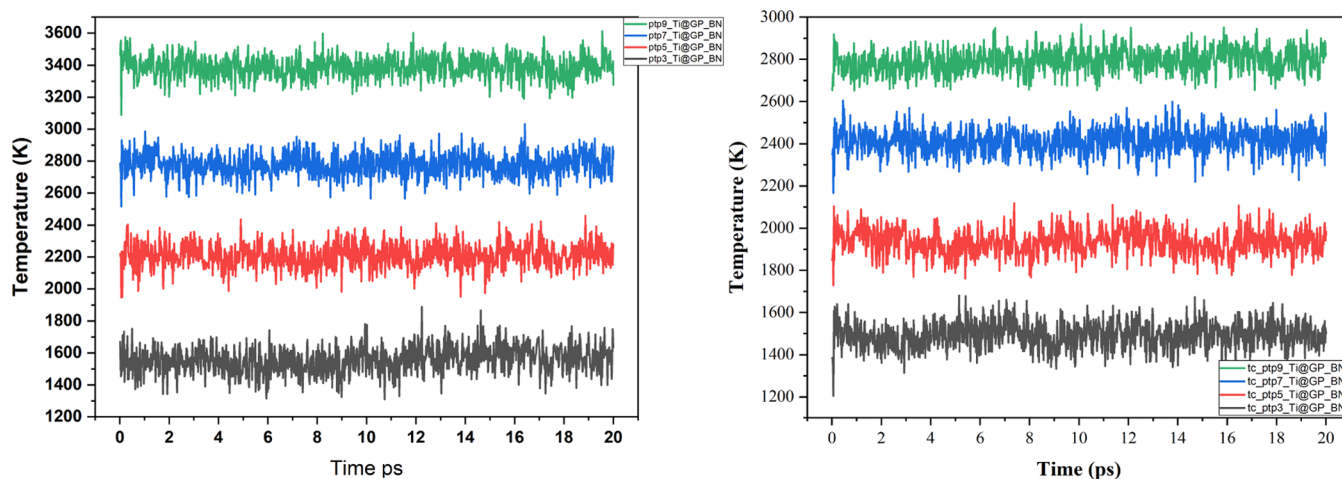 3600
3400
3200
3000
2800
2600
2400
2200
2000
1800
1600
1400
1200
Temperature (K)
0 2 4 6 8 10 12 14 16 18 20
Time ps
ptp9_Ti@GP_BN
ptp7_Ti@GP_BN
ptp5_Ti@GP_BN
ptp3_Ti@GP_BN
3000
2800
2600
2400
2200
2000
1800
1600
1400
1200
Temperature (K)
0 2 4 6 8 10 12 14 16 18 20
Time (ps)
tc_ptp9_Ti@GP_BN
tc_ptp7_Ti@GP_BN
tc_ptp5_Ti@GP_BN
tc_ptp3_Ti@GP_BN